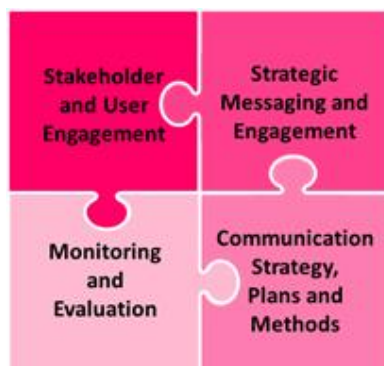 Stakeholder
and User
Engagement
Strategic
Messaging and
Engagement
Monitoring
and
Evaluation
Communication
Strategy,
Plans and
Methods